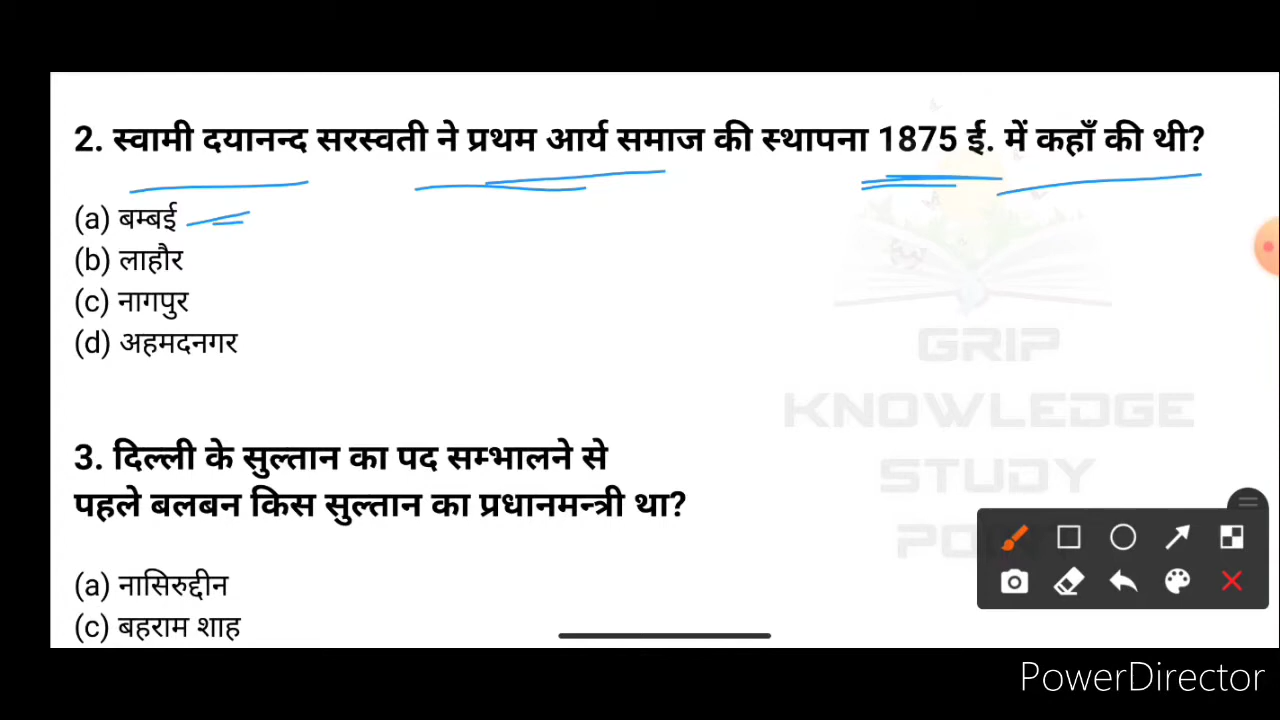 2. स्वामी दयानन्द सरस्वती ने प्रथम आर्य समाज की स्थापना 1875 ई. में कहाँ की थी?
(a) बम्बई
(b) लाहौर
(c) नागपुर
(d) अहमदनगर
GRIP
KNOWLEDGE
STUDY
3. दिल्ली के सुल्तान का पद सम्भालने से
पहले बलबन किस सुल्तान का प्रधानमन्त्री था?
(a) नासिरुद्दीन
(c) बहराम शाह
PowerDirector